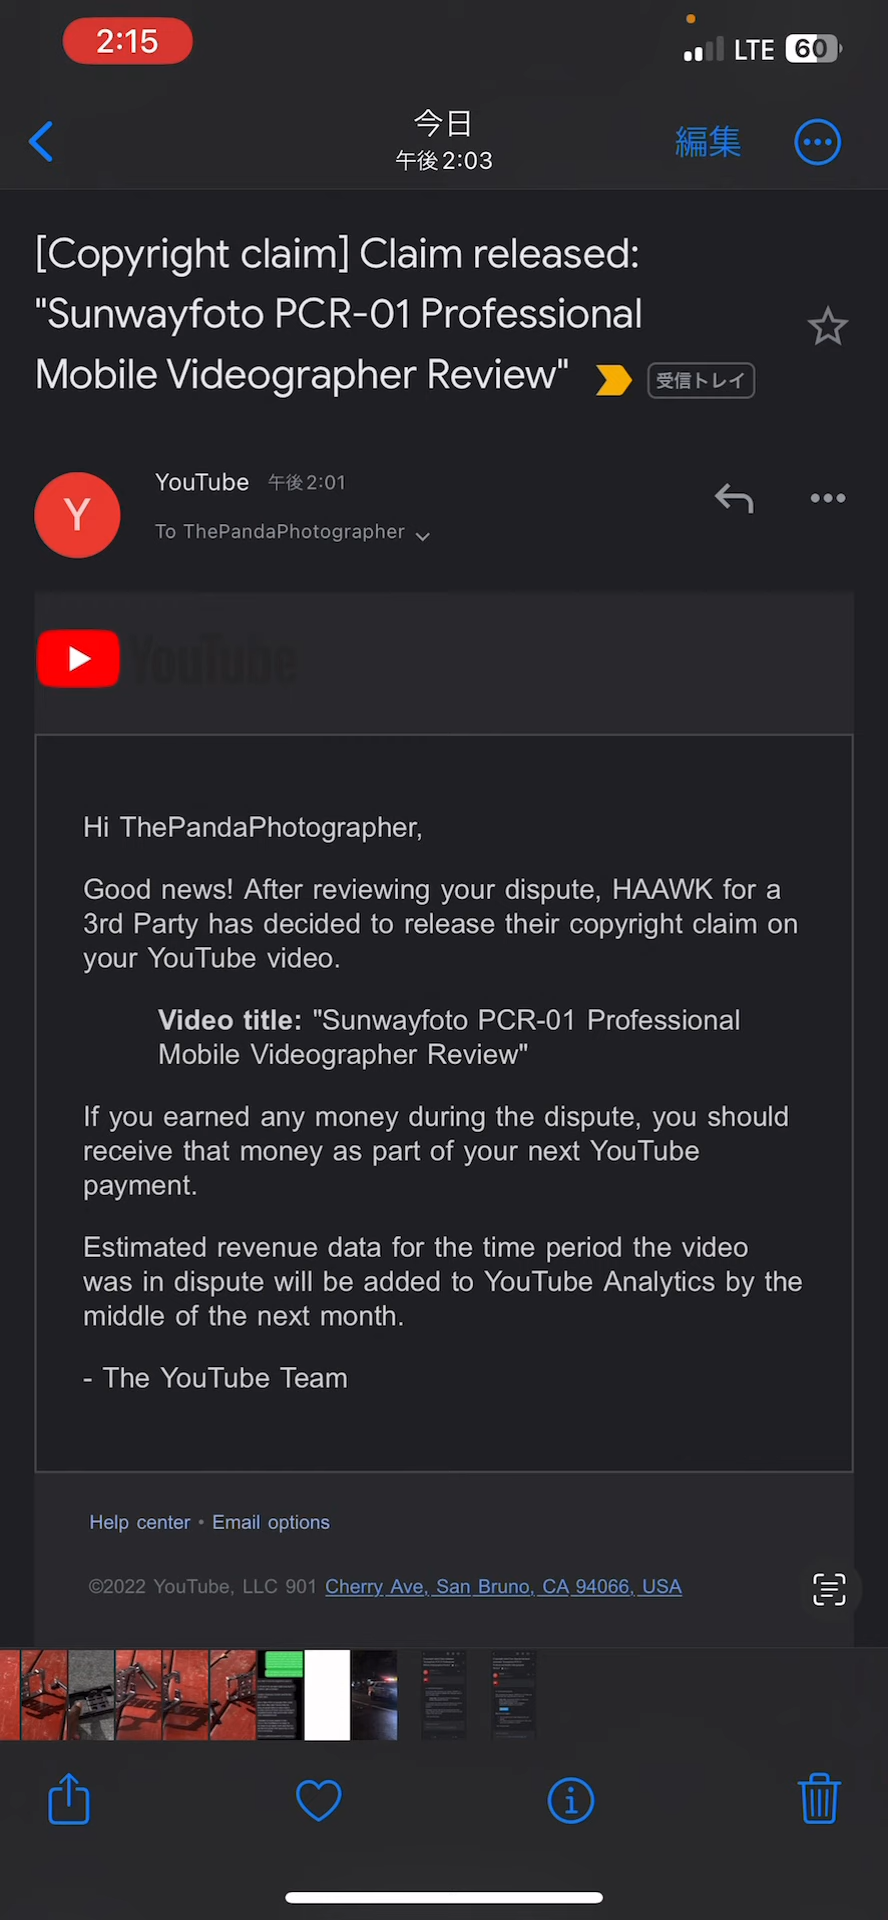 2:15
LTE 60
今日
午後2:03
編集
[Copyright claim] Claim released:
"Sunwayfoto PCR-01 Professional
Mobile Videographer Review"
受信トレイ
Y
YouTube 午後2:01
To ThePandaPhotographer
YouTube
Hi ThePandaPhotographer,
Good news! After reviewing your dispute, HAAWK for a
3rd Party has decided to release their copyright claim on
your YouTube video.
Video title: "Sunwayfoto PCR-01 Professional
Mobile Videographer Review"
If you earned any money during the dispute, you should
receive that money as part of your next YouTube
payment.
Estimated revenue data for the time period the video
was in dispute will be added to YouTube Analytics by the
middle of the next month.
- The YouTube Team
Help center • Email options
©2022 YouTube, LLC 901 Cherry Ave, San Bruno, CA 94066, USA